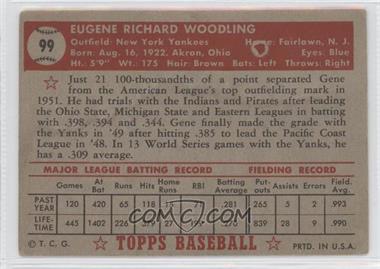 99
EUGENE RICHARD WOODLING
Outfield: New York Yankees Home: Fairlawn, N. J.
Born: Aug. 16, 1922, Akron, Ohio Eyes: Blue
Ht. 5'9" Wt. 175 Hair: Brown Bats: Left Throws: Right
Just 21 100-thousandths of a point separated Gene
from the American League's top outfielding mark in
1951. He had trials with the Indians and Pirates after leading
the Ohio State, Michigan State and Eastern Leagues in batting
with .398, .394 and .344. Gene finally made the grade with
the Yanks in '49 after hitting .385 to lead the Pacific Coast
League in '48. In 13 World Series games with the Yanks, he
has a .309 average.
MAJOR LEAGUE BATTING RECORD FIELDING RECORD
Games At Bat Runs Hits Home Runs RBI Batting Average Put-outs Assists Errors Field. Avg.
PAST YEAR 120 420 65 118 15 .281 265 5 2 .993
LIFE-TIME 445 1402 226 .270 839 28 .990
© T. C. G. TOPPS BASEBALL PRTD. IN U.S.A.